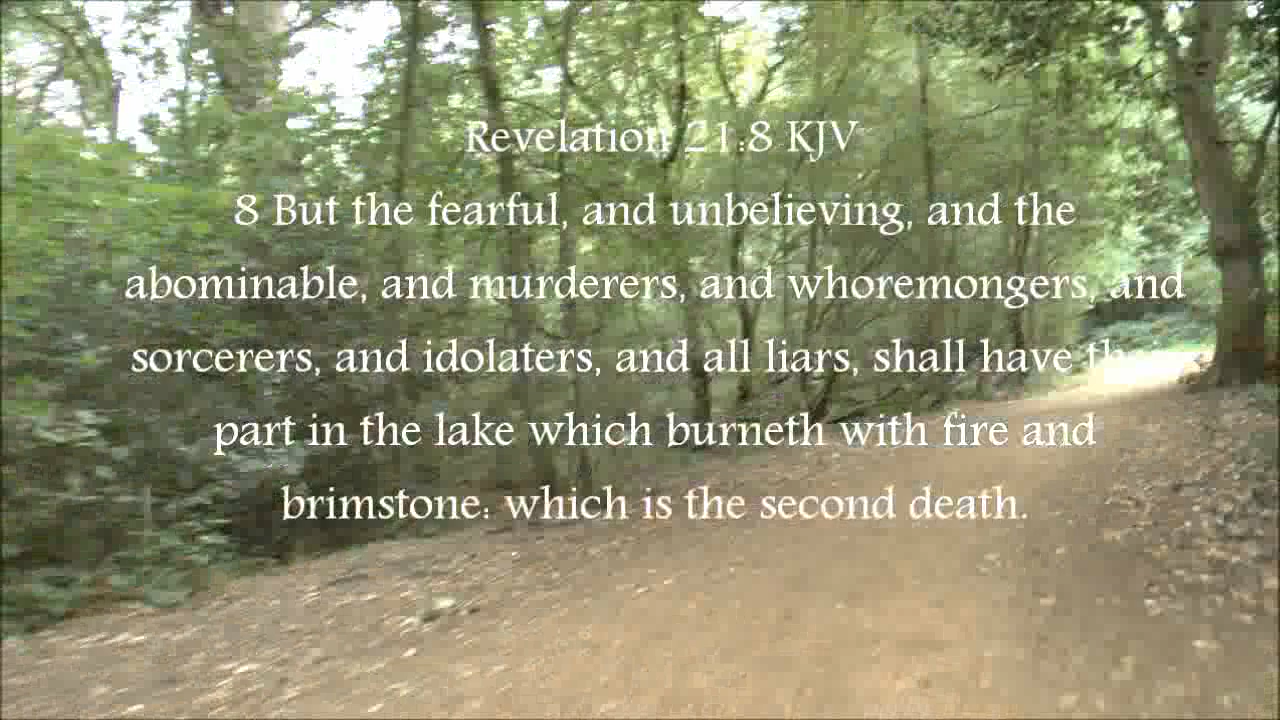 Revelation 21:8 KJV
8 But the fearful, and unbelieving, and the
abominable, and murderers, and whoremongers, and
sorcerers, and idolaters, and all liars, shall have
part in the lake which burneth with fire and
brimstone: which is the second death.